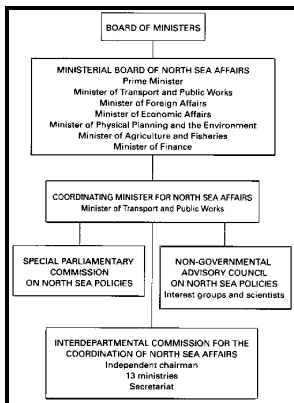 BOARD OF MINISTERS
MINISTERIAL BOARD OF NORTH SEA AFFAIRS
Prime Minister
Minister of Transport and Public Works
Minister of Foreign Affairs
Minister of Economic Affairs
Minister of Physical Planning and the Environment
Minister of Agriculture and Fisheries
Minister of Finance
COORDINATING MINISTER FOR NORTH SEA AFFAIRS
Minister of Transport and Public Works
SPECIAL PARLIAMENTARY
COMMISSION
ON NORTH SEA POLICIES
NON-GOVERNMENTAL
ADVISORY COUNCIL
ON NORTH SEA POLICIES
Interest groups and scientists
INTERDEPARTMENTAL COMMISSION FOR THE
COORDINATION OF NORTH SEA AFFAIRS
Independent chairman
13 ministries
Secretariat